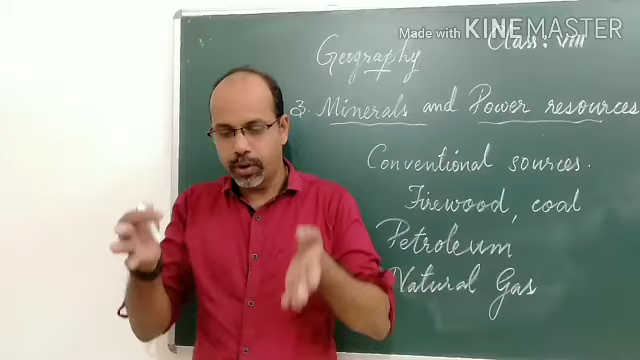 Made with KINEMASTER
Geography Class: VIII
3. Minerals and Power resources
Conventional sources.
Firewood, coal
Petroleum
Natural Gas